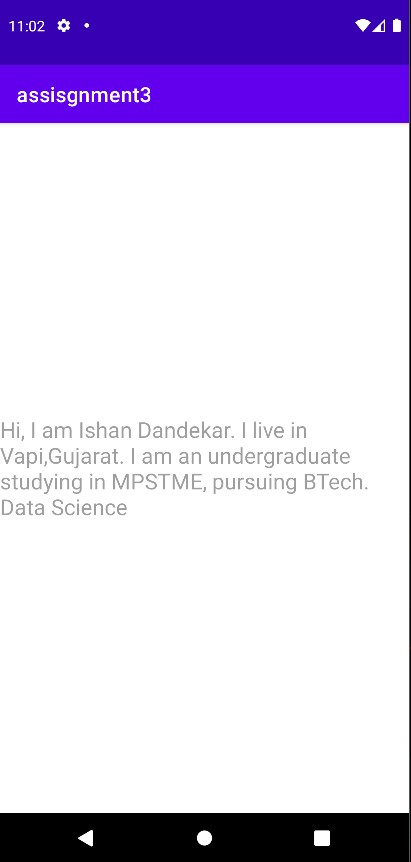 11:02
assisgnment3
Hi, I am Ishan Dandekar. I live in
Vapi,Gujarat. I am an undergraduate
studying in MPSTME, pursuing BTech.
Data Science